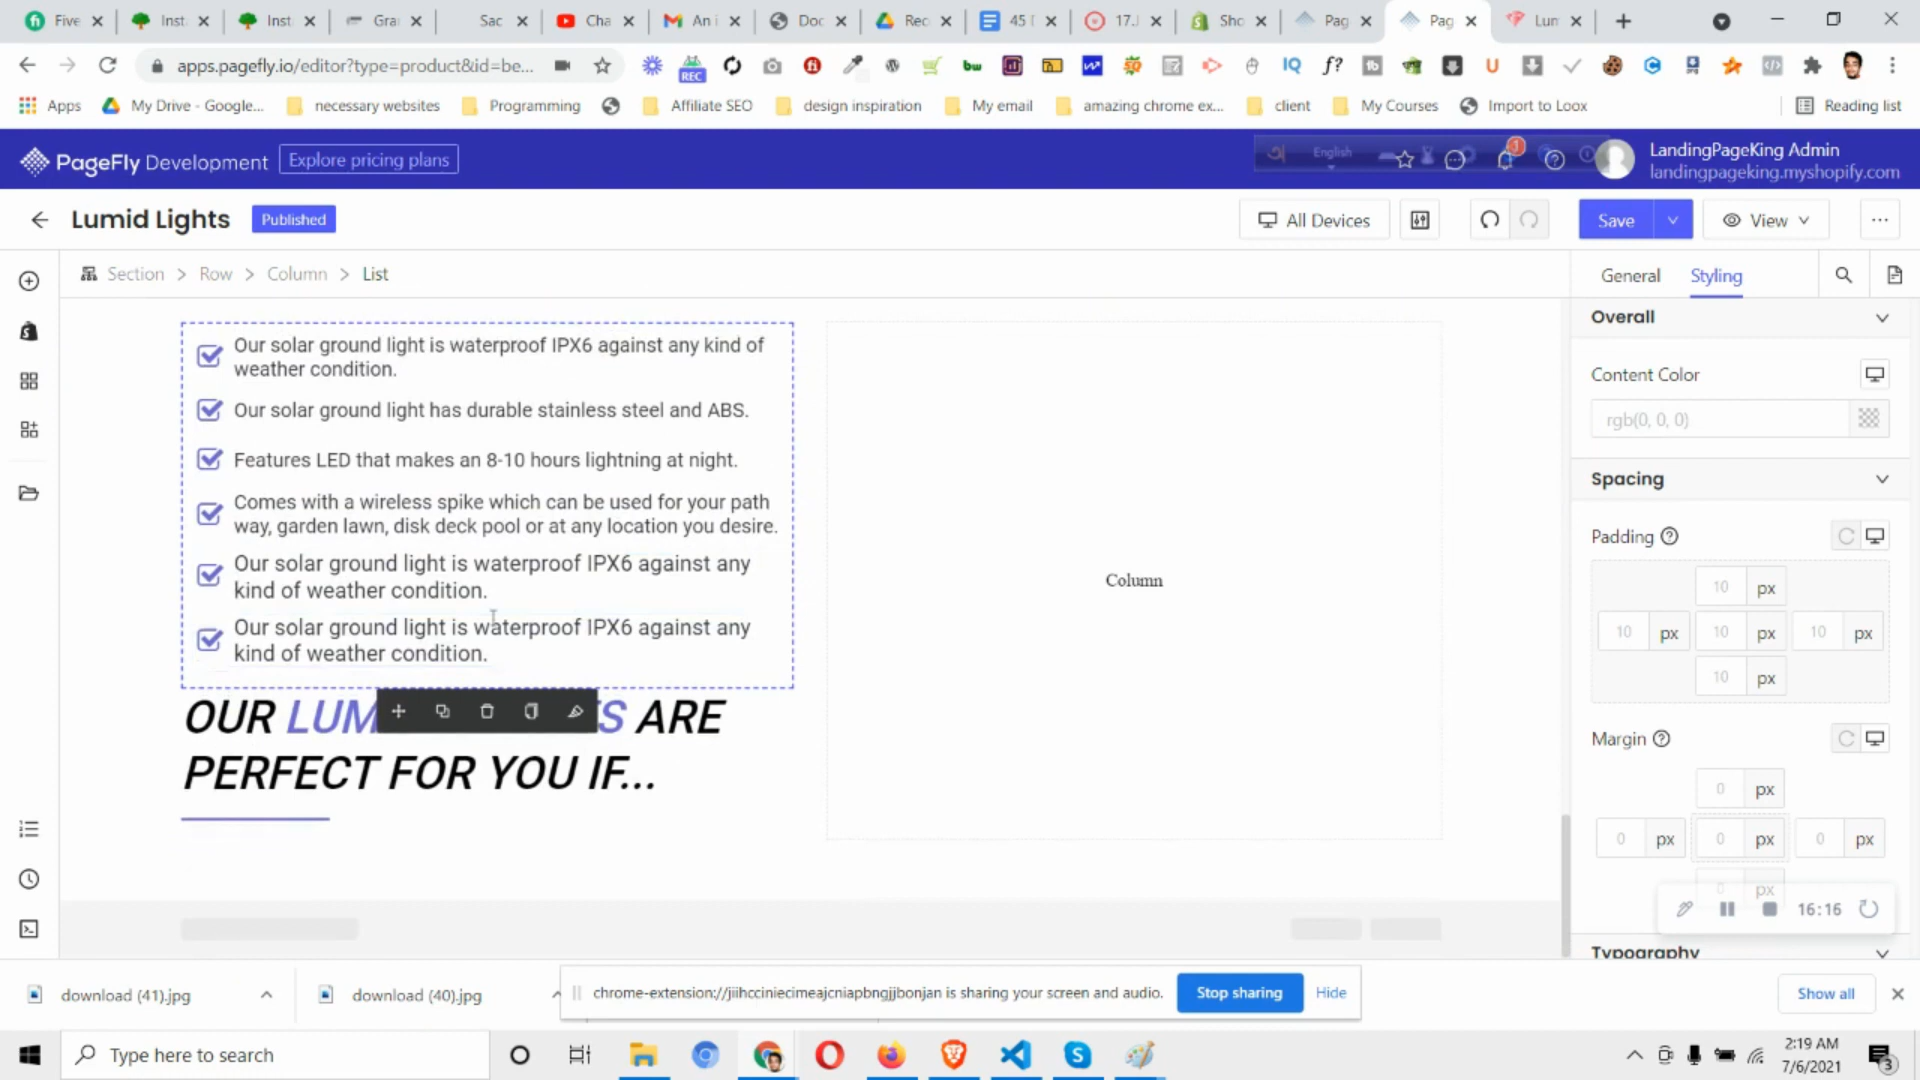 Five
Inst
Inst
Gra
Sac
Cha
An i
Doc
Rec
45 f
17.
Sho
Pag
Pag
Lun
apps.pagefly.io/editor?type=product&id=be...
REC
Apps
My Drive - Google...
necessary websites
Programming
Affiliate SEO
design inspiration
My email
amazing chrome ex...
client
My Courses
Import to Loox
Reading list
PageFly Development
Explore pricing plans
English
1
LandingPageKing Admin
landingpageking.myshopify.com
Lumid Lights
Published
All Devices
Save
View
Section > Row > Column > List
General
Styling
Our solar ground light is waterproof IPX6 against any kind of
weather condition.
Our solar ground light has durable stainless steel and ABS.
Features LED that makes an 8-10 hours lightning at night.
Comes with a wireless spike which can be used for your path
way, garden lawn, disk deck pool or at any location you desire.
Our solar ground light is waterproof IPX6 against any
kind of weather condition.
Our solar ground light is waterproof IPX6 against any
kind of weather condition.
OUR LUM S ARE
PERFECT FOR YOU IF...
Column
Overall
Content Color
rgb(0, 0, 0)
Spacing
Padding
10 px
10 px 10 px 10 px
10 px
Margin
0 px
0 px 0 px 0 px
px
16:16
Typography
download (41).jpg
download (40).jpg
chrome-extension://jiihcciniecimeajcniapbngjjbonjan is sharing your screen and audio.
Stop sharing
Hide
Show all
Type here to search
2:19 AM
7/6/2021
3